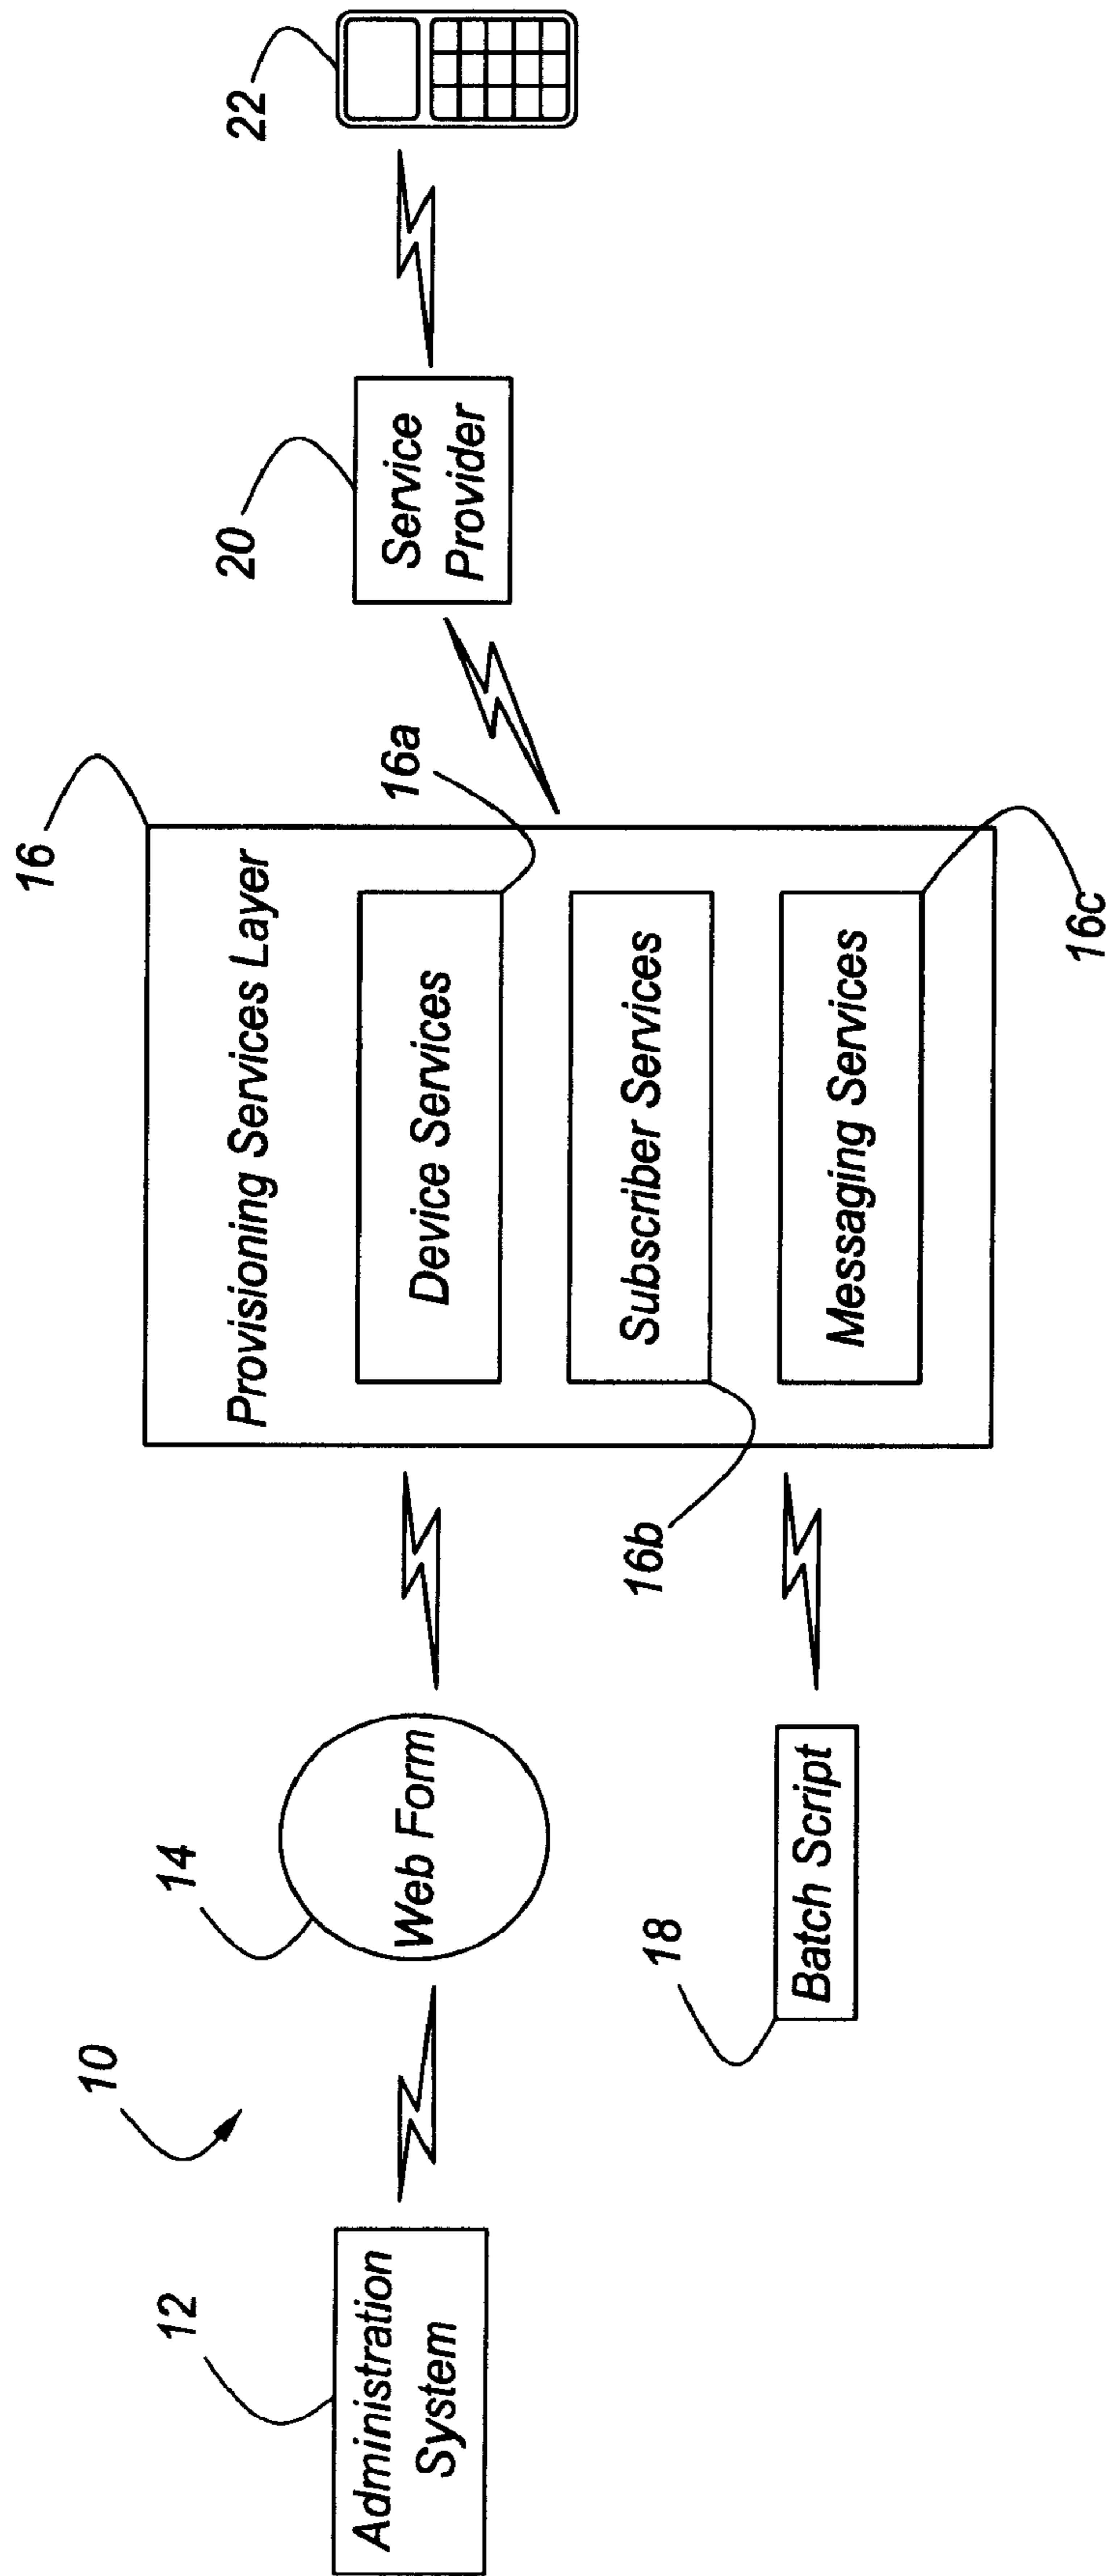 10
12
Administration
System
14
Web Form
18
Batch Script
16
Provisioning Services Layer
16a
Device Services
16b
Subscriber Services
Messaging Services
16c
20
Service
Provider
22